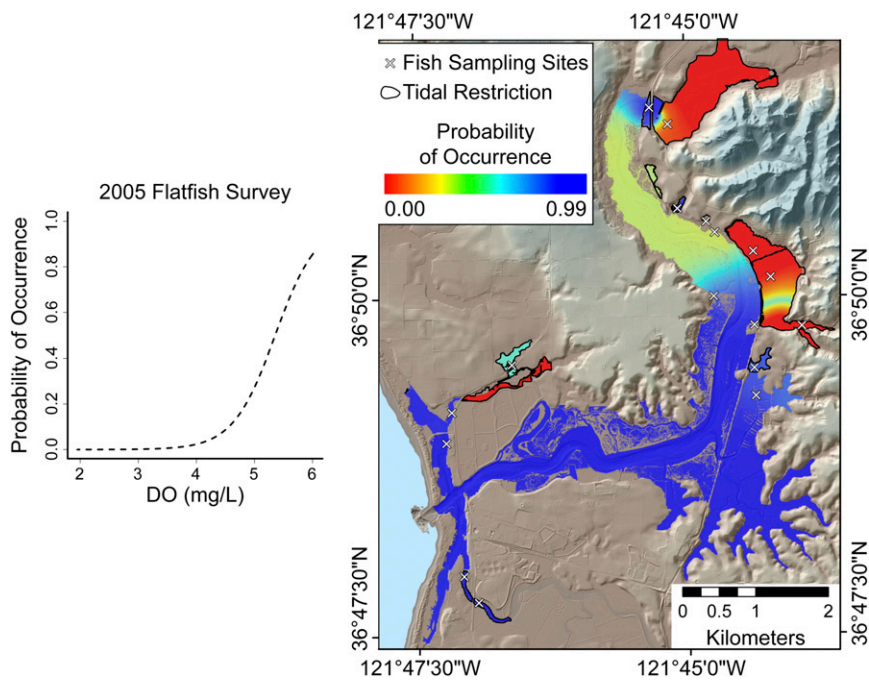 2005 Flatfish Survey
Probability of Occurrence
1.0
0.8
0.6
0.4
0.2
0.0
2
3
4
5
6
DO (mg/L)
121°47'30"W
121°45'0"W
Fish Sampling Sites
Tidal Restriction
Probability
of Occurrence
0.00
0.99
36°50'0"N
36°50'0"N
36°47'30"N
36°47'30"N
0
0.5
1
2
Kilometers
121°47'30"W
121°45'0"W